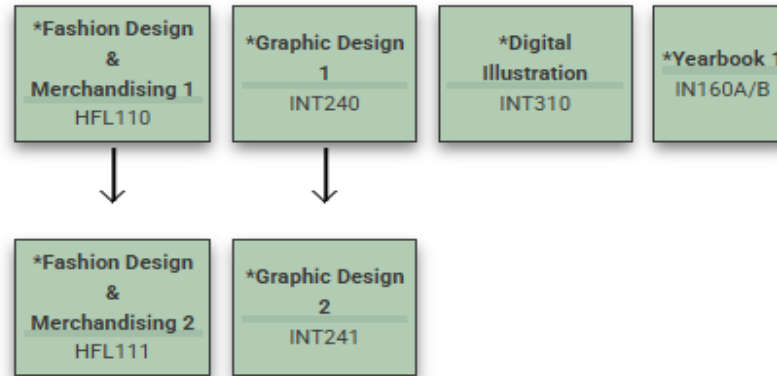 *Fashion Design
&
Merchandising 1
HFL110
*Graphic Design
1
INT240
*Digital
Illustration
INT310
*Yearbook 1
IN160A/B
*Fashion Design
&
Merchandising 2
HFL111
*Graphic Design
2
INT241